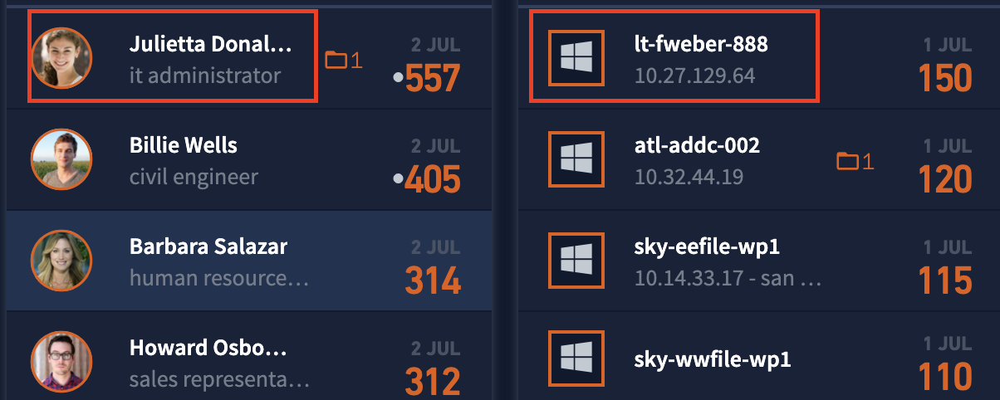 Julietta Donal...
it administrator
1
2 JUL
•557
Billie Wells
civil engineer
2 JUL
•405
Barbara Salazar
human resource...
2 JUL
314
Howard Osbo...
sales representa...
2 JUL
312
lt-fweber-888
10.27.129.64
1 JUL
150
atl-addc-002
10.32.44.19
1
1 JUL
120
sky-eefile-wp1
10.14.33.17 - san ...
1 JUL
115
sky-wwfile-wp1
1 JUL
110